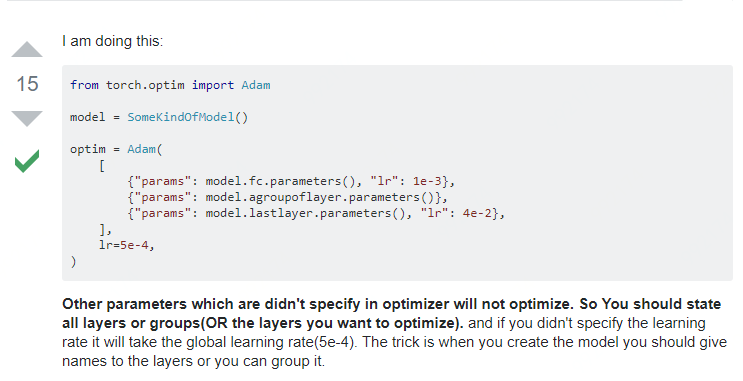 I am doing this:
15
from torch.optim import Adam
model = SomeKindOfModel()
optim = Adam(
    [
        {"params": model.fc.parameters(), "lr": 1e-3},
        {"params": model.agroupoflayer.parameters()},
        {"params": model.lastlayer.parameters(), "lr": 4e-2},
    ],
    lr=5e-4,
)
Other parameters which are didn't specify in optimizer will not optimize. So You should state
all layers or groups(OR the layers you want to optimize). and if you didn't specify the learning
rate it will take the global learning rate(5e-4). The trick is when you create the model you should give
names to the layers or you can group it.